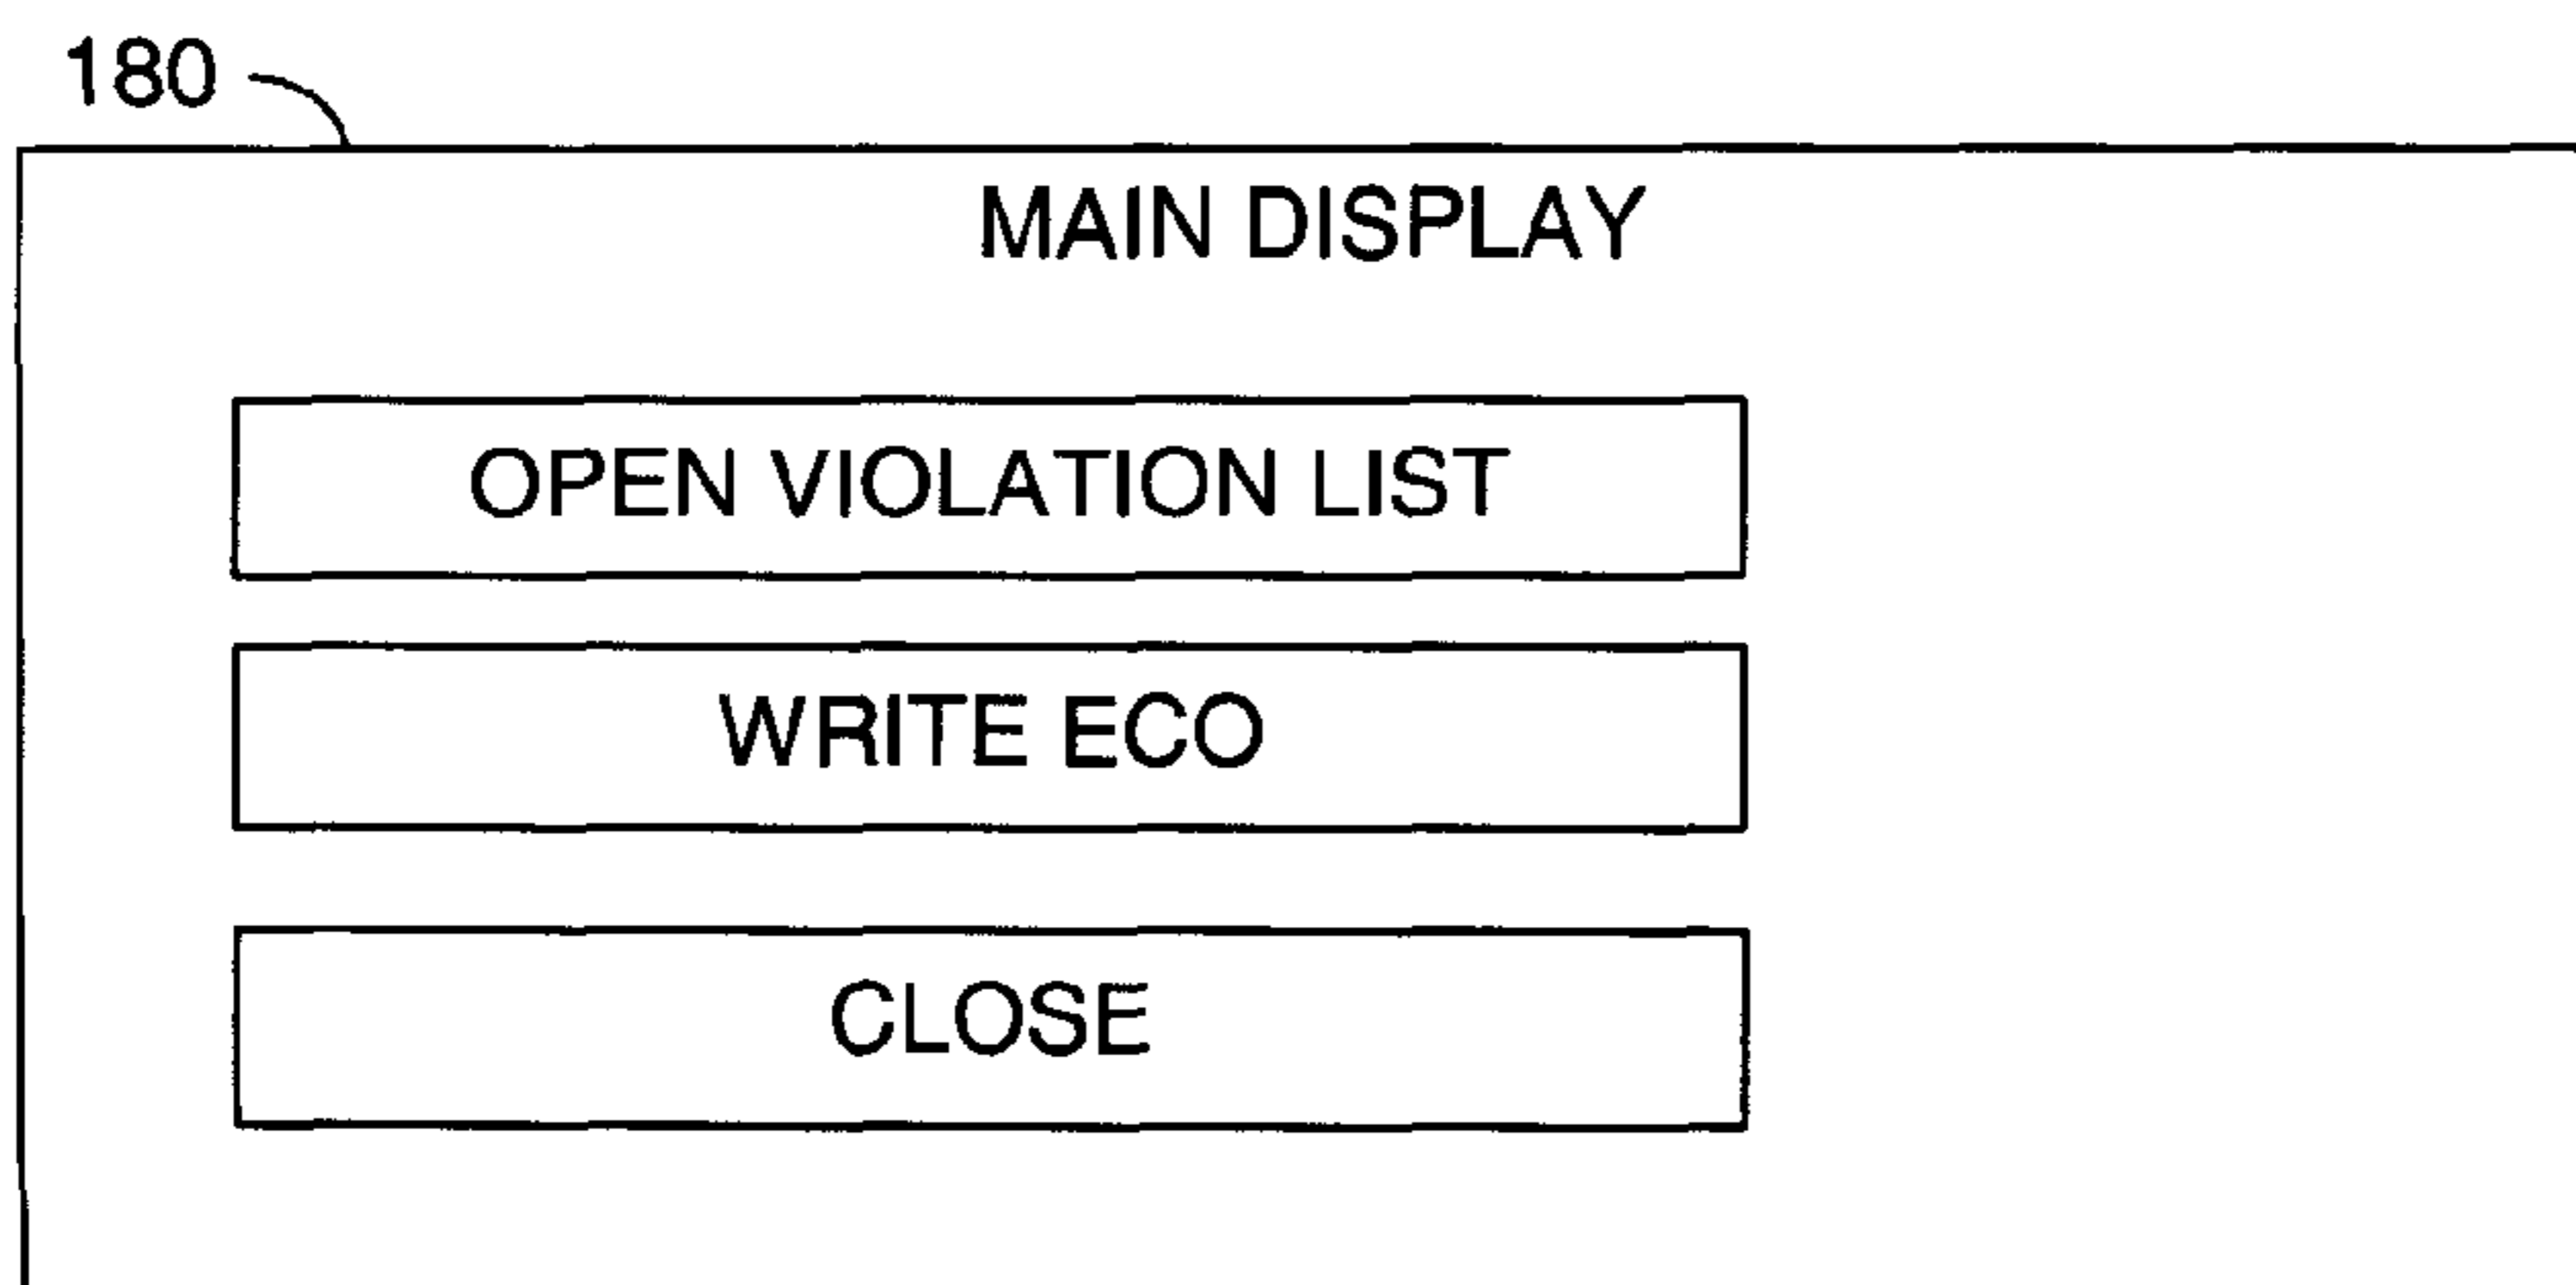 180
MAIN DISPLAY
OPEN VIOLATION LIST
WRITE ECO
CLOSE